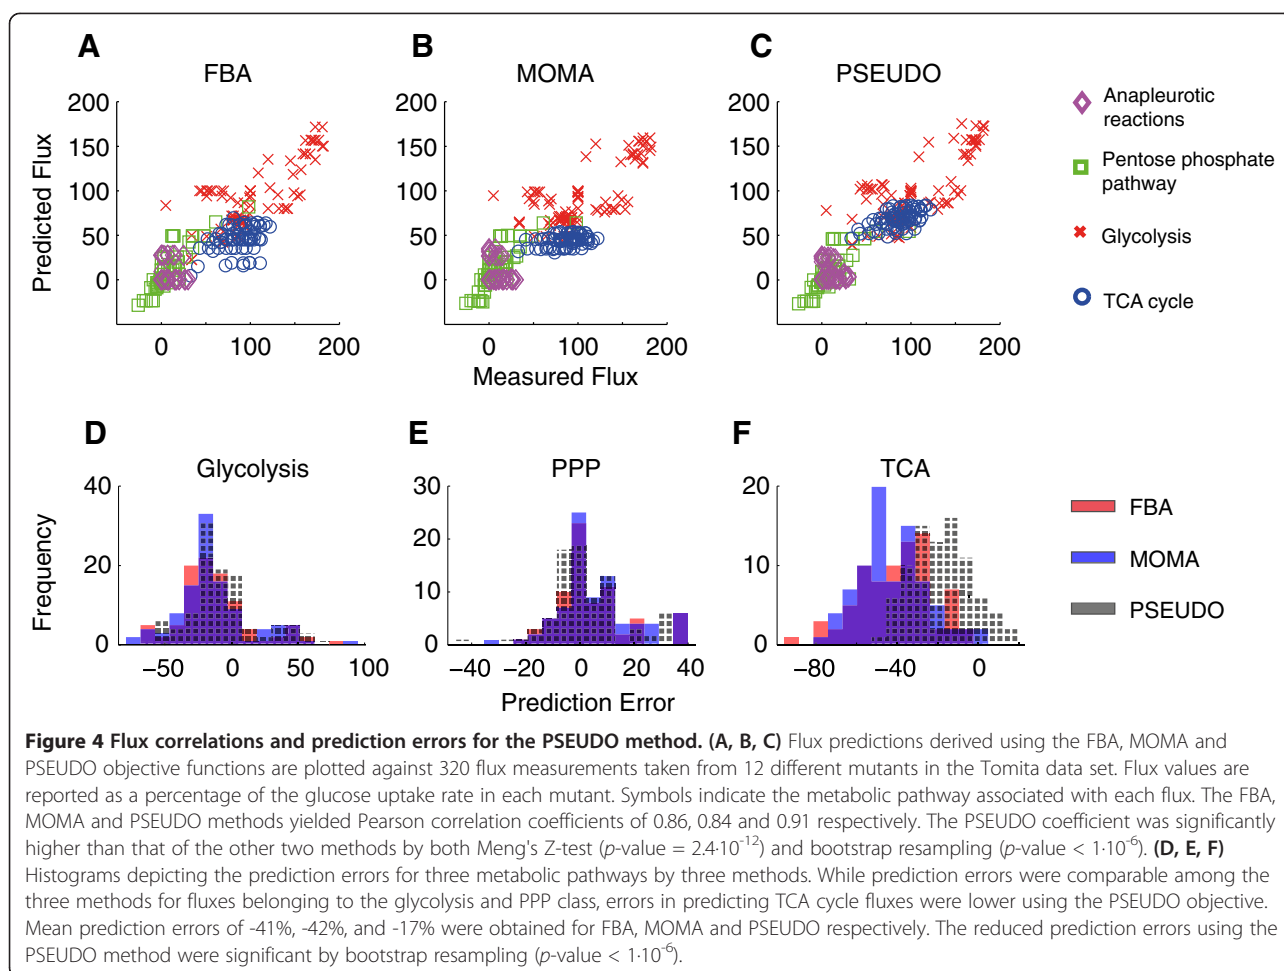 A
B
C
FBA
MOMA
PSEUDO
200
150
100
50
0
Predicted Flux
0
100
200
200
150
100
50
0
0
100
200
200
150
100
50
0
0
100
200
Measured Flux
Anapleurotic
reactions
Pentose phosphate
pathway
Glycolysis
TCA cycle
D
E
F
Glycolysis
PPP
TCA
40
20
0
Frequency
−50
0
50
100
30
20
10
0
−40
−20
0
20
40
20
10
0
−80
−40
0
Prediction Error
FBA
MOMA
PSEUDO
Figure 4 Flux correlations and prediction errors for the PSEUDO method. (A, B, C) Flux predictions derived using the FBA, MOMA and
PSEUDO objective functions are plotted against 320 flux measurements taken from 12 different mutants in the Tomita data set. Flux values are
reported as a percentage of the glucose uptake rate in each mutant. Symbols indicate the metabolic pathway associated with each flux. The FBA,
MOMA and PSEUDO methods yielded Pearson correlation coefficients of 0.86, 0.84 and 0.91 respectively. The PSEUDO coefficient was significantly
higher than that of the other two methods by both Meng's Z-test (p-value = 2.4·10⁻¹²) and bootstrap resampling (p-value < 1·10⁻⁶). (D, E, F)
Histograms depicting the prediction errors for three metabolic pathways by three methods. While prediction errors were comparable among the
three methods for fluxes belonging to the glycolysis and PPP class, errors in predicting TCA cycle fluxes were lower using the PSEUDO objective.
Mean prediction errors of -41%, -42%, and -17% were obtained for FBA, MOMA and PSEUDO respectively. The reduced prediction errors using the
PSEUDO method were significant by bootstrap resampling (p-value < 1·10⁻⁶).